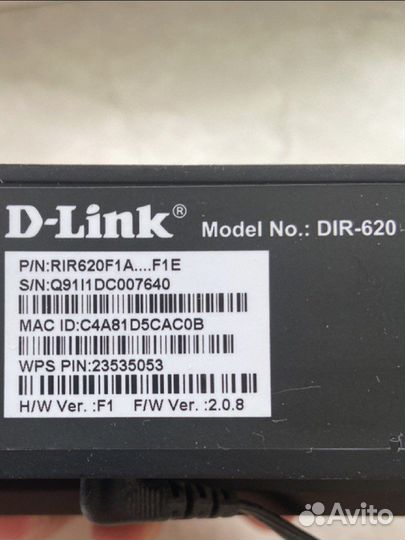 D-Link® Model No.: DIR-620
P/N:RIR620F1A....F1E
S/N:Q91I1DC007640
MAC ID:C4A81D5CAC0B
WPS PIN:23535053
H/W Ver. :F1 F/W Ver. :2.0.8
Avito